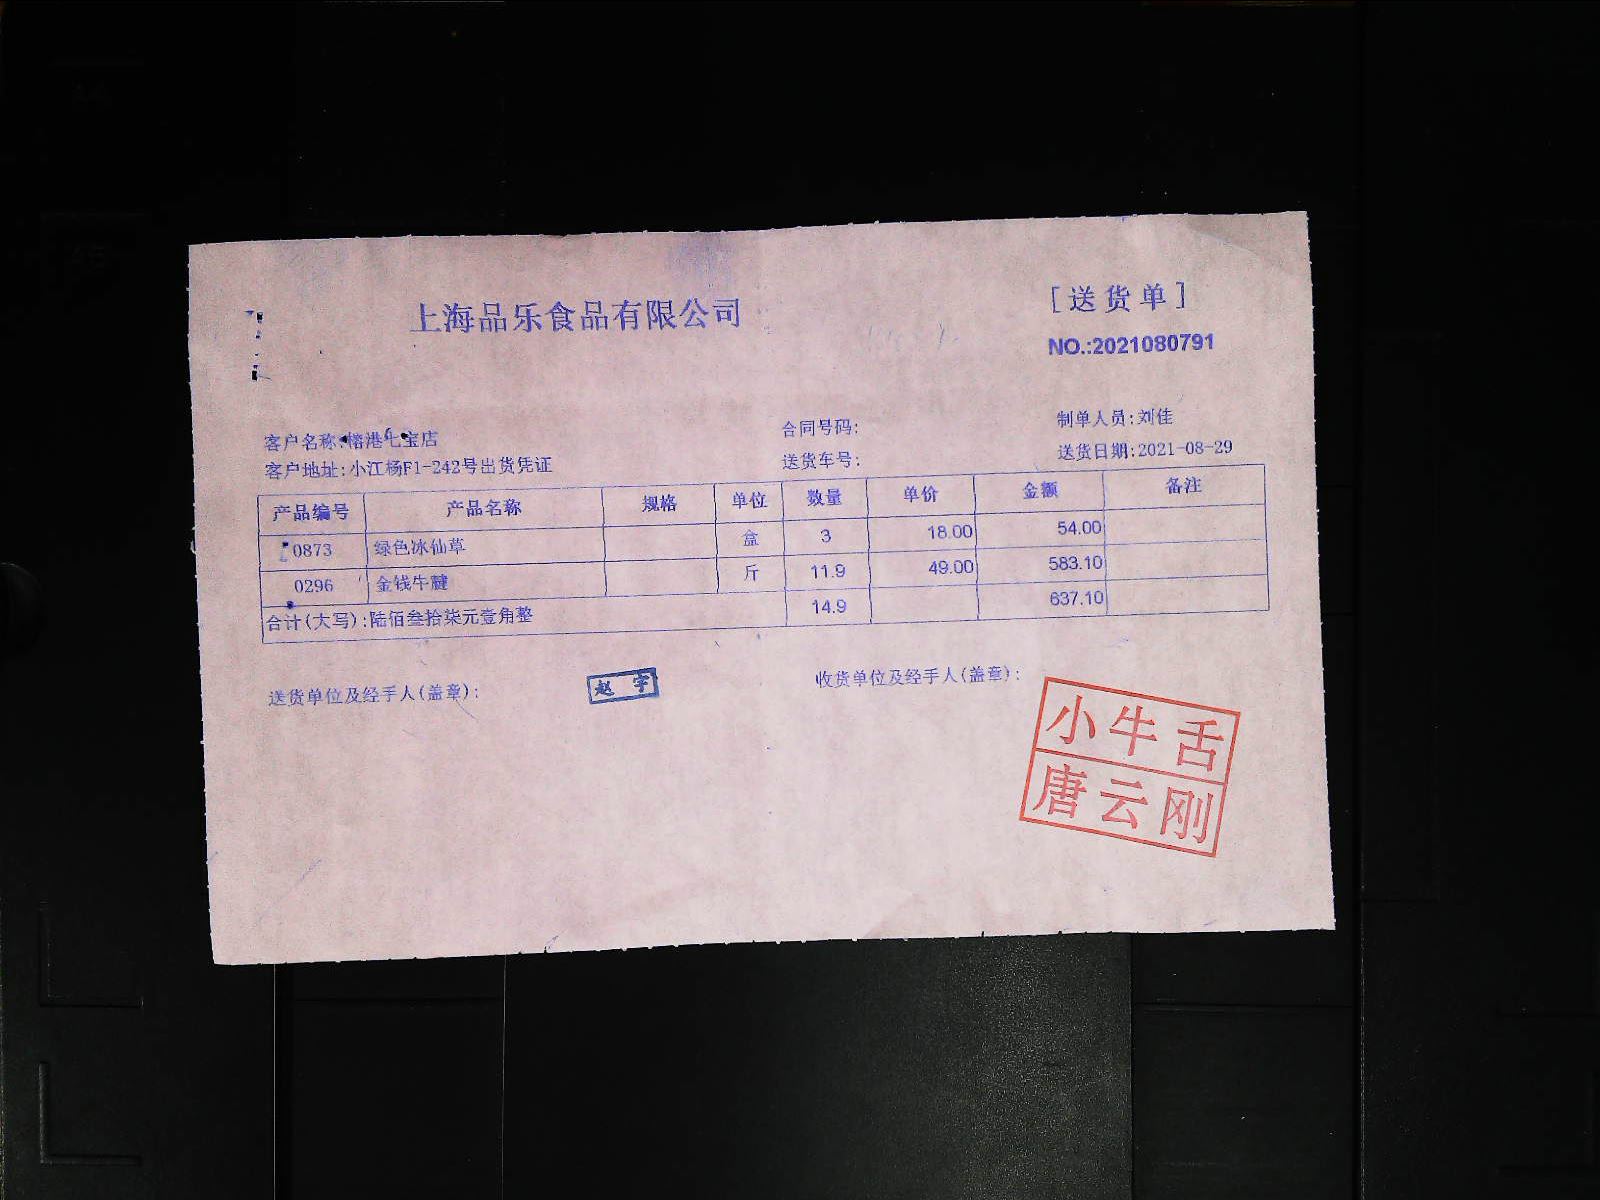 上海品乐食品有限公司
[送货单]
NO.:2021080791
客户名称:榕港七宝店
合同号码:
制单人员:刘佳
客户地址:小江杨F1-242号出货凭证
送货车号:
送货日期:2021-08-29
产品编号 产品名称 规格 单位 数量 单价 金额 备注
0873 绿色冰仙草 盒 3 18.00 54.00
0296 金钱牛腱 斤 11.9 49.00 583.10
合计(大写):陆佰叁拾柒元壹角整 14.9 637.10
送货单位及经手人(盖章):
赵宇
收货单位及经手人(盖章):
小牛舌
唐云刚